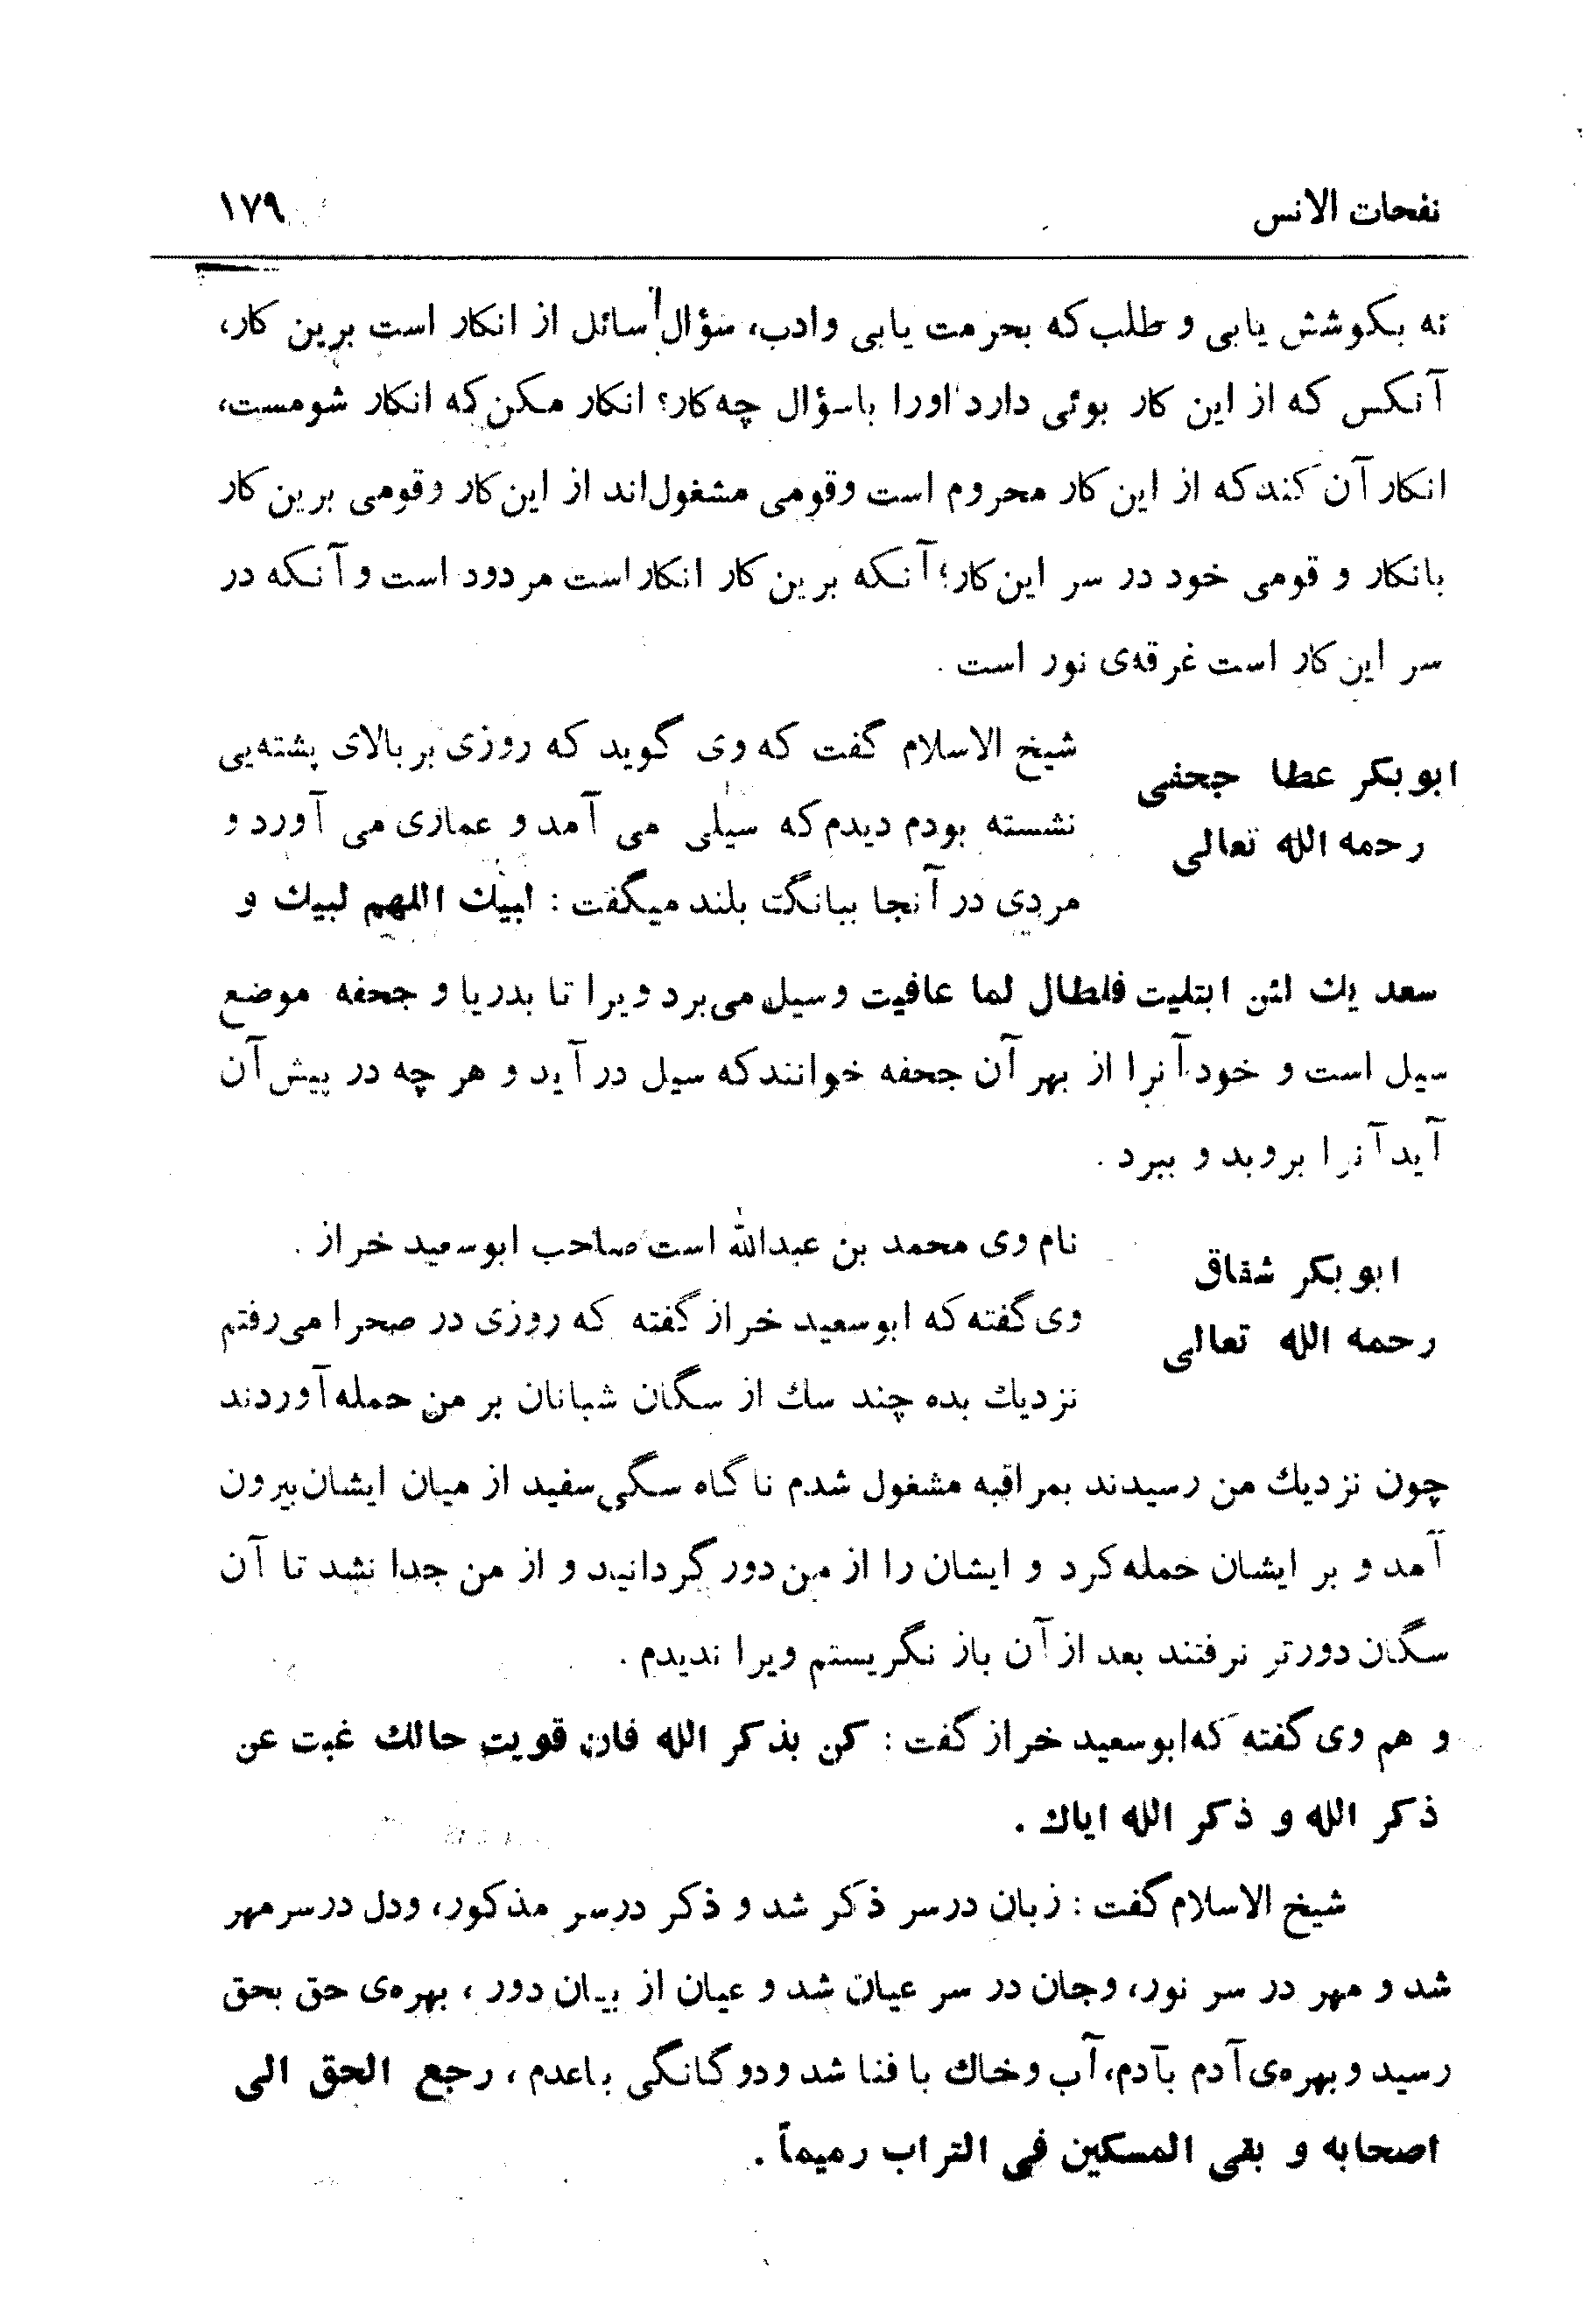 نفحات الانس ۱۷۹
نه بکوشش یابی و طلب که بحرمت یابی وادب، سؤال سائل از انکار است برین کار،
آنکس که از این کار بوئی دارد اورا باسؤال چه کار؟ انکار مکن که انکار شومست،
انکار آن کند که از این کار محروم است وقومی مشغول‌اند از این کار وقومی برین کار
بانکار و قومی خود در سر این کار؛ آنکه برین کار انکار است مردود است و آنکه در
سر این کار است غرقه‌ی نور است .
ابوبکر عطا جحفی
رحمه الله تعالی
شیخ الاسلام گفت که وی گوید که روزی بر بالای پشته‌یی
نشسته بودم دیدم که سیلی می آمد و عماری می آورد و
مردی در آنجا ببانگ بلند میگفت : لبیك اللهم لبیك و
سعد یك لئن ابتلیت فلطال لما عافیت و سیل می‌برد ویرا تا بدریا و جحفه موضع
سیل است و خود آنرا از بهر آن جحفه خوانند که سیل در آید و هر چه در پیش آن
آید آنرا بروبد و ببرد .
ابو بکر شقاق
رحمه الله تعالی
نام وی محمد بن عبدالله است صاحب ابوسعید خراز .
وی گفته که ابوسعید خراز گفته که روزی در صحرا می‌رفتم
نزدیك بده چند سك از سگان شبانان بر من حمله آوردند
چون نزدیك من رسیدند بمراقبه مشغول شدم ناگاه سگی سفید از میان ایشان بیرون
آمد و بر ایشان حمله کرد و ایشان را از من دور گردانید و از من جدا نشد تا آن
سگان دورتر نرفتند بعد از آن باز نگریستم ویرا ندیدم .
و هم وی گفته که ابوسعید خراز گفت : کن بذکر الله فان قویت حالك غبت عن
ذکر الله و ذکر الله ایاك .
شیخ الاسلام گفت : زبان درسر ذکر شد و ذکر درسر مذکور، ودل درسر مهر
شد و مهر در سر نور، وجان در سر عیان شد و عیان از بیان دور ، بهره‌ی حق بحق
رسید و بهره‌ی آدم بآدم، آب وخاك با فنا شد ودوگانگی باعدم ، رجع الحق الی
اصحابه و بقی المسکین فی التراب رمیماً .